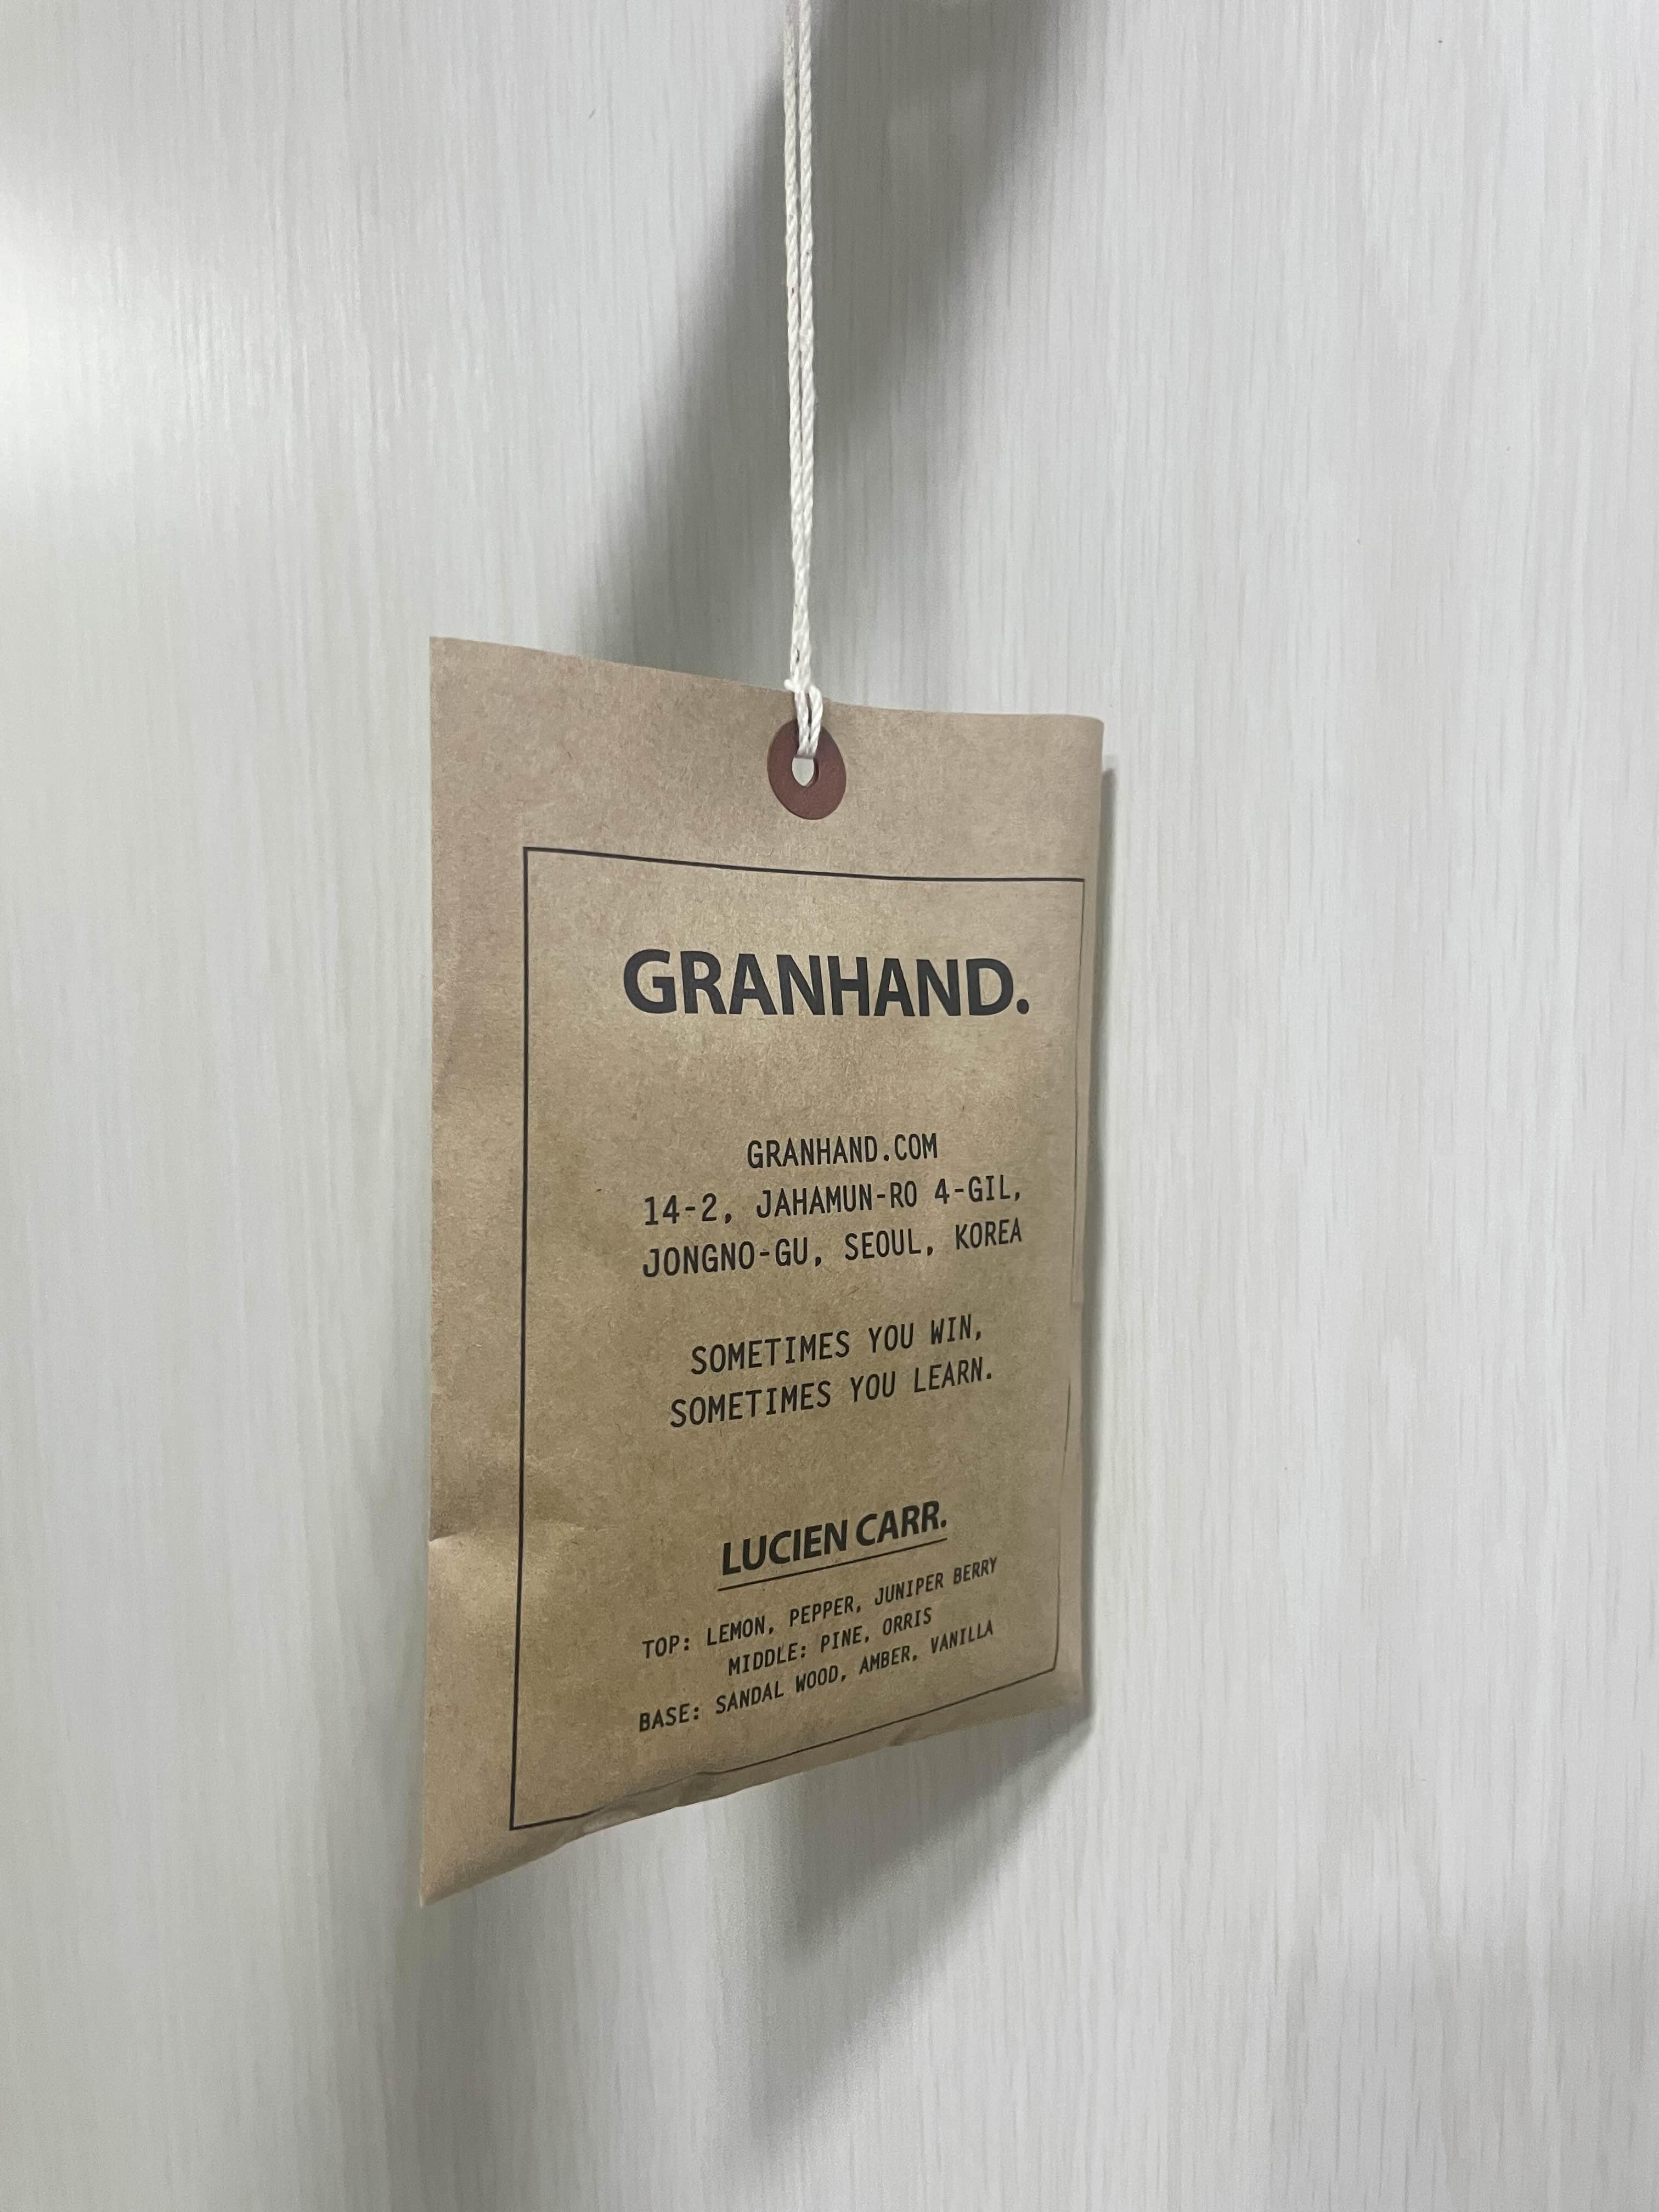 GRANHAND.
GRANHAND.COM
14-2, JAHAMUN-RO 4-GIL,
JONGNO-GU, SEOUL, KOREA
SOMETIMES YOU WIN,
SOMETIMES YOU LEARN.
LUCIEN CARR.
TOP: LEMON, PEPPER, JUNIPER BERRY
MIDDLE: PINE, ORRIS
BASE: SANDAL WOOD, AMBER, VANILLA